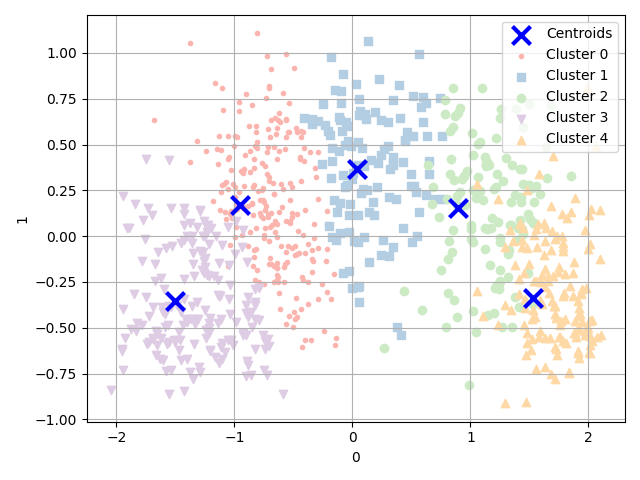 1.00
0.75
0.50
0.25
0.00
−0.25
−0.50
−0.75
−1.00
1
−2
−1
0
1
2
0
Centroids
Cluster 0
Cluster 1
Cluster 2
Cluster 3
Cluster 4